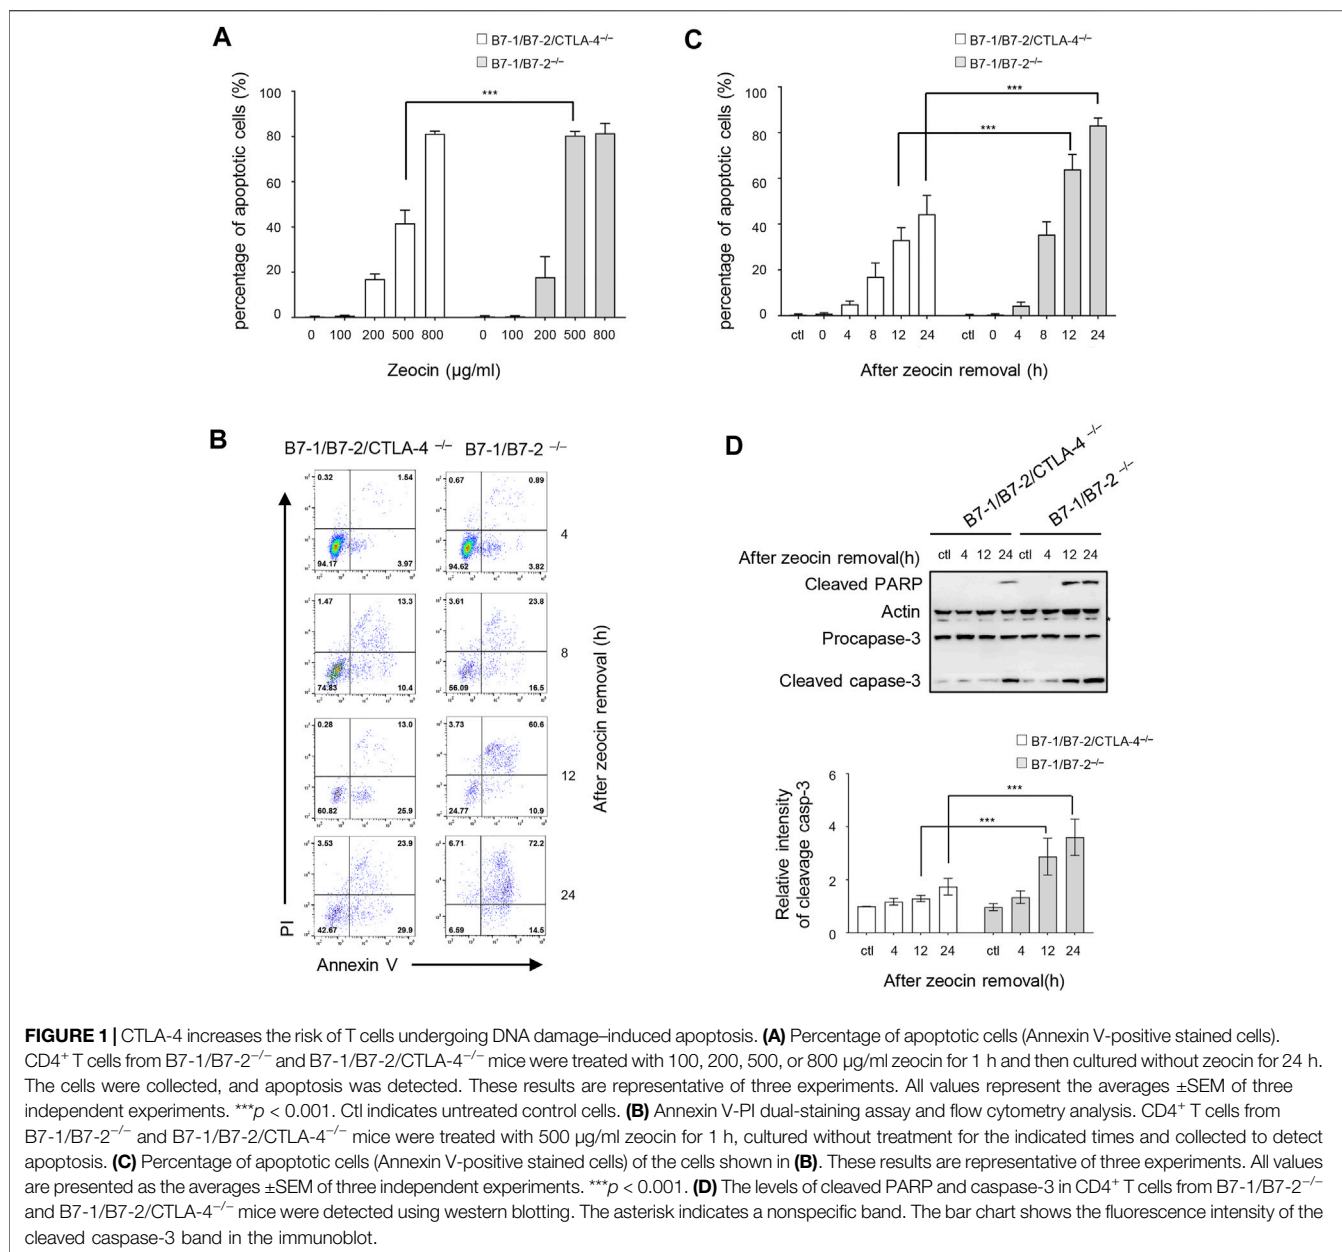 A
B7-1/B7-2/CTLA-4–/–
B7-1/B7-2–/–
percentage of apoptotic cells (%)
100
80
60
40
20
0
***
0 100 200 500 800 0 100 200 500 800
Zeocin (µg/ml)
C
B7-1/B7-2/CTLA-4–/–
B7-1/B7-2–/–
percentage of apoptotic cells (%)
100
80
60
40
20
0
***
***
ctl 0 4 8 12 24 ctl 0 4 8 12 24
After zeocin removal (h)
B
B7-1/B7-2/CTLA-4 –/– B7-1/B7-2 –/–
0.32 1.54
94.17 3.97
0.67 0.89
94.62 3.82
4
1.47 13.3
74.83 10.4
3.61 23.8
56.09 16.5
8
0.28 13.0
60.82 25.9
3.73 60.6
24.77 10.9
12
3.53 23.9
42.67 29.9
6.71 72.2
6.59 14.5
24
After zeocin removal (h)
PI
Annexin V
D
B7-1/B7-2/CTLA-4 –/–
B7-1/B7-2 –/–
After zeocin removal(h) ctl 4 12 24 ctl 4 12 24
Cleaved PARP
Actin
*
Procapase-3
Cleaved capase-3
B7-1/B7-2/CTLA-4–/–
B7-1/B7-2–/–
Relative intensity
of cleavage casp-3
6
4
2
0
***
***
ctl 4 12 24 ctl 4 12 24
After zeocin removal(h)
FIGURE 1 | CTLA-4 increases the risk of T cells undergoing DNA damage–induced apoptosis. (A) Percentage of apoptotic cells (Annexin V-positive stained cells).
CD4+ T cells from B7-1/B7-2−/− and B7-1/B7-2/CTLA-4−/− mice were treated with 100, 200, 500, or 800 µg/ml zeocin for 1 h and then cultured without zeocin for 24 h.
The cells were collected, and apoptosis was detected. These results are representative of three experiments. All values represent the averages ±SEM of three
independent experiments. ***p < 0.001. Ctl indicates untreated control cells. (B) Annexin V-PI dual-staining assay and flow cytometry analysis. CD4+ T cells from
B7-1/B7-2−/− and B7-1/B7-2/CTLA-4−/− mice were treated with 500 µg/ml zeocin for 1 h, cultured without treatment for the indicated times and collected to detect
apoptosis. (C) Percentage of apoptotic cells (Annexin V-positive stained cells) of the cells shown in (B). These results are representative of three experiments. All values
are presented as the averages ±SEM of three independent experiments. ***p < 0.001. (D) The levels of cleaved PARP and caspase-3 in CD4+ T cells from B7-1/B7-2−/−
and B7-1/B7-2/CTLA-4−/− mice were detected using western blotting. The asterisk indicates a nonspecific band. The bar chart shows the fluorescence intensity of the
cleaved caspase-3 band in the immunoblot.